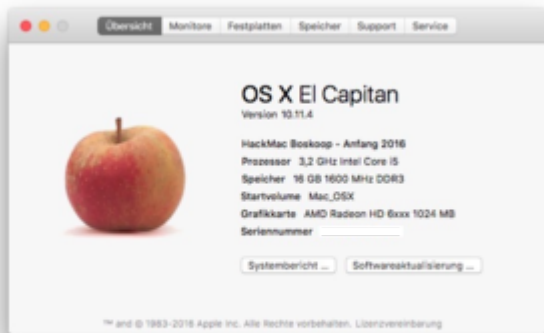 Übersicht Monitore Festplatten Speicher Support Service
OS X El Capitan
Version 10.11.4
HackMac Boskoop – Anfang 2016
Prozessor 3,2 GHz Intel Core i5
Speicher 16 GB 1600 MHz DDR3
Startvolume Mac_OSX
Grafikkarte AMD Radeon HD 6xxx 1024 MB
Seriennummer
Systembericht ... Softwareaktualisierung ...
™ and © 1983-2016 Apple Inc. Alle Rechte vorbehalten. Lizenzvereinbarung